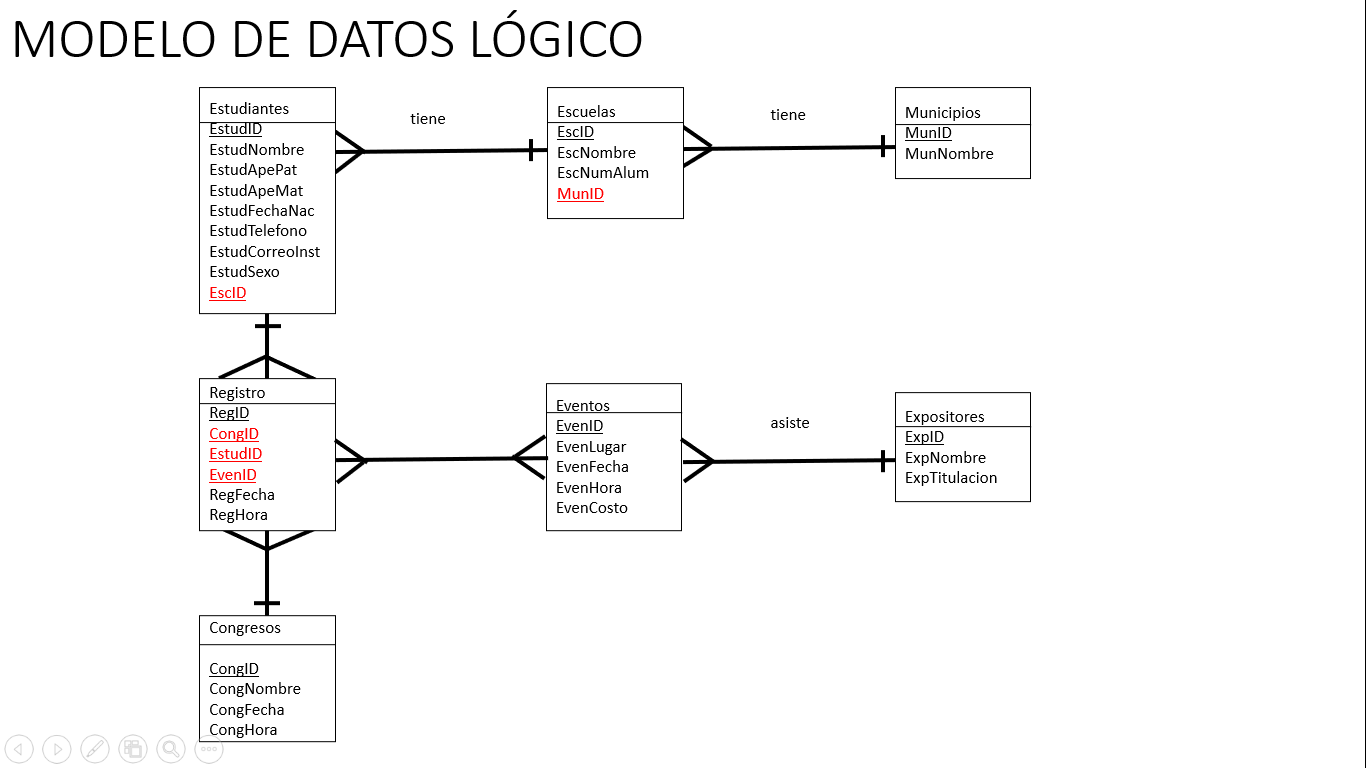 MODELO DE DATOS LÓGICO
Estudiantes
EstudID
EstudNombre
EstudApePat
EstudApeMat
EstudFechaNac
EstudTelefono
EstudCorreoInst
EstudSexo
EscID
tiene
Escuelas
EscID
EscNombre
EscNumAlum
MunID
tiene
Municipios
MunID
MunNombre
Registro
RegID
CongID
EstudID
EvenID
RegFecha
RegHora
Eventos
EvenID
EvenLugar
EvenFecha
EvenHora
EvenCosto
asiste
Expositores
ExpID
ExpNombre
ExpTitulacion
Congresos
CongID
CongNombre
CongFecha
CongHora